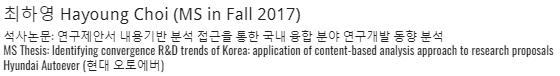 최하영 Hayoung Choi (MS in Fall 2017)
석사논문: 연구제안서 내용기반 분석 접근을 통한 국내 융합 분야 연구개발 동향 분석
MS Thesis: Identifying convergence R&D trends of Korea: application of content-based analysis approach to research proposals
Hyundai Autoever (현대 오토에버)